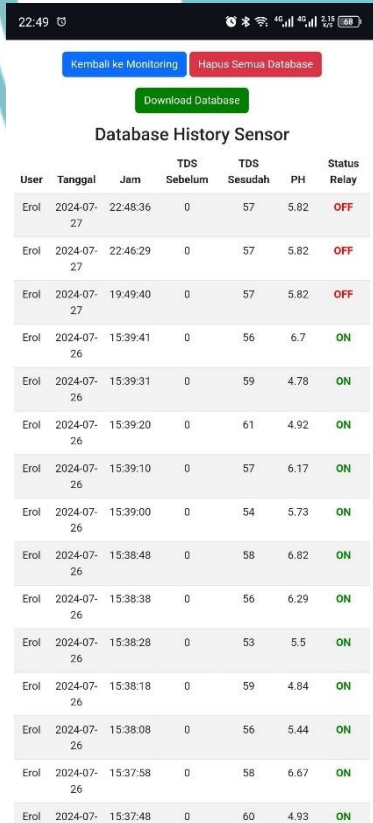 22:49 4G 4G 2,15 K/S 68
Kembali ke Monitoring Hapus Semua Database
Download Database
Database History Sensor
User Tanggal Jam TDS Sebelum TDS Sesudah PH Status Relay
Erol 2024-07-27 22:48:36 0 57 5.82 OFF
Erol 2024-07-27 22:46:29 0 57 5.82 OFF
Erol 2024-07-27 19:49:40 0 57 5.82 OFF
Erol 2024-07-26 15:39:41 0 56 6.7 ON
Erol 2024-07-26 15:39:31 0 59 4.78 ON
Erol 2024-07-26 15:39:20 0 61 4.92 ON
Erol 2024-07-26 15:39:10 0 57 6.17 ON
Erol 2024-07-26 15:39:00 0 54 5.73 ON
Erol 2024-07-26 15:38:48 0 58 6.82 ON
Erol 2024-07-26 15:38:38 0 56 6.29 ON
Erol 2024-07-26 15:38:28 0 53 5.5 ON
Erol 2024-07-26 15:38:18 0 59 4.84 ON
Erol 2024-07-26 15:38:08 0 56 5.44 ON
Erol 2024-07-26 15:37:58 0 58 6.67 ON
Erol 2024-07- 15:37:48 0 60 4.93 ON